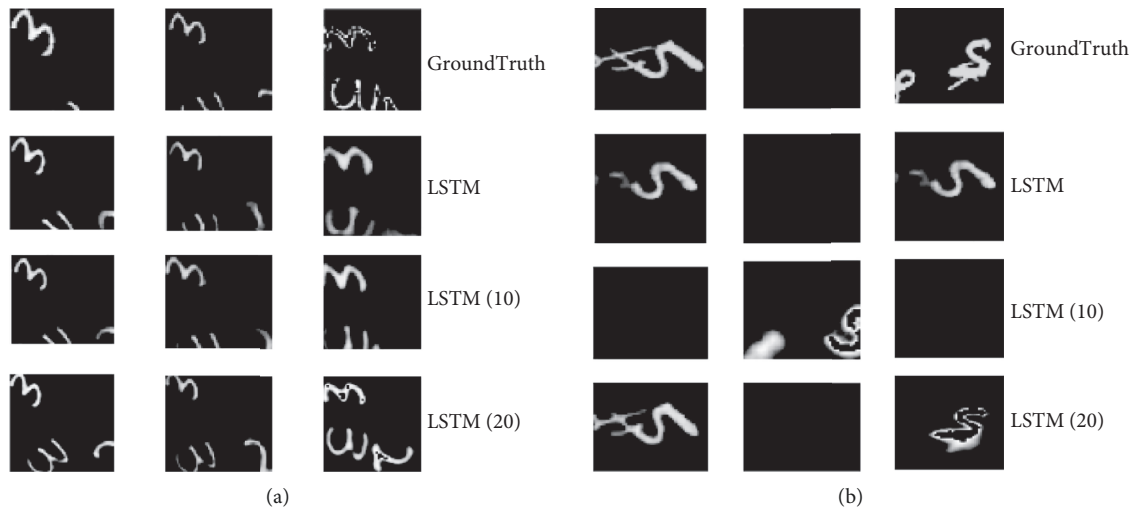 GroundTruth
LSTM
LSTM (10)
LSTM (20)
(a)
GroundTruth
LSTM
LSTM (10)
LSTM (20)
(b)